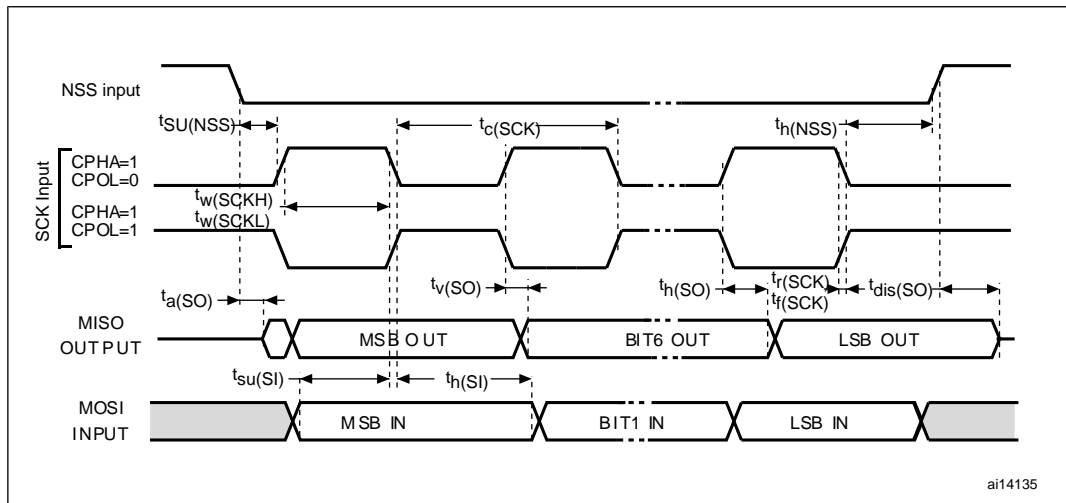 NSS input
tSU(NSS)
tc(SCK)
th(NSS)
SCK Input
CPHA=1
CPOL=0
tw(SCKH)
CPHA=1
tw(SCKL)
CPOL=1
ta(SO)
tv(SO)
th(SO)
tr(SCK)
tf(SCK)
tdis(SO)
MISO
OUTPUT
MSB OUT
BIT6 OUT
LSB OUT
tsu(SI)
th(SI)
MOSI
INPUT
MSB IN
BIT1 IN
LSB IN
ai14135